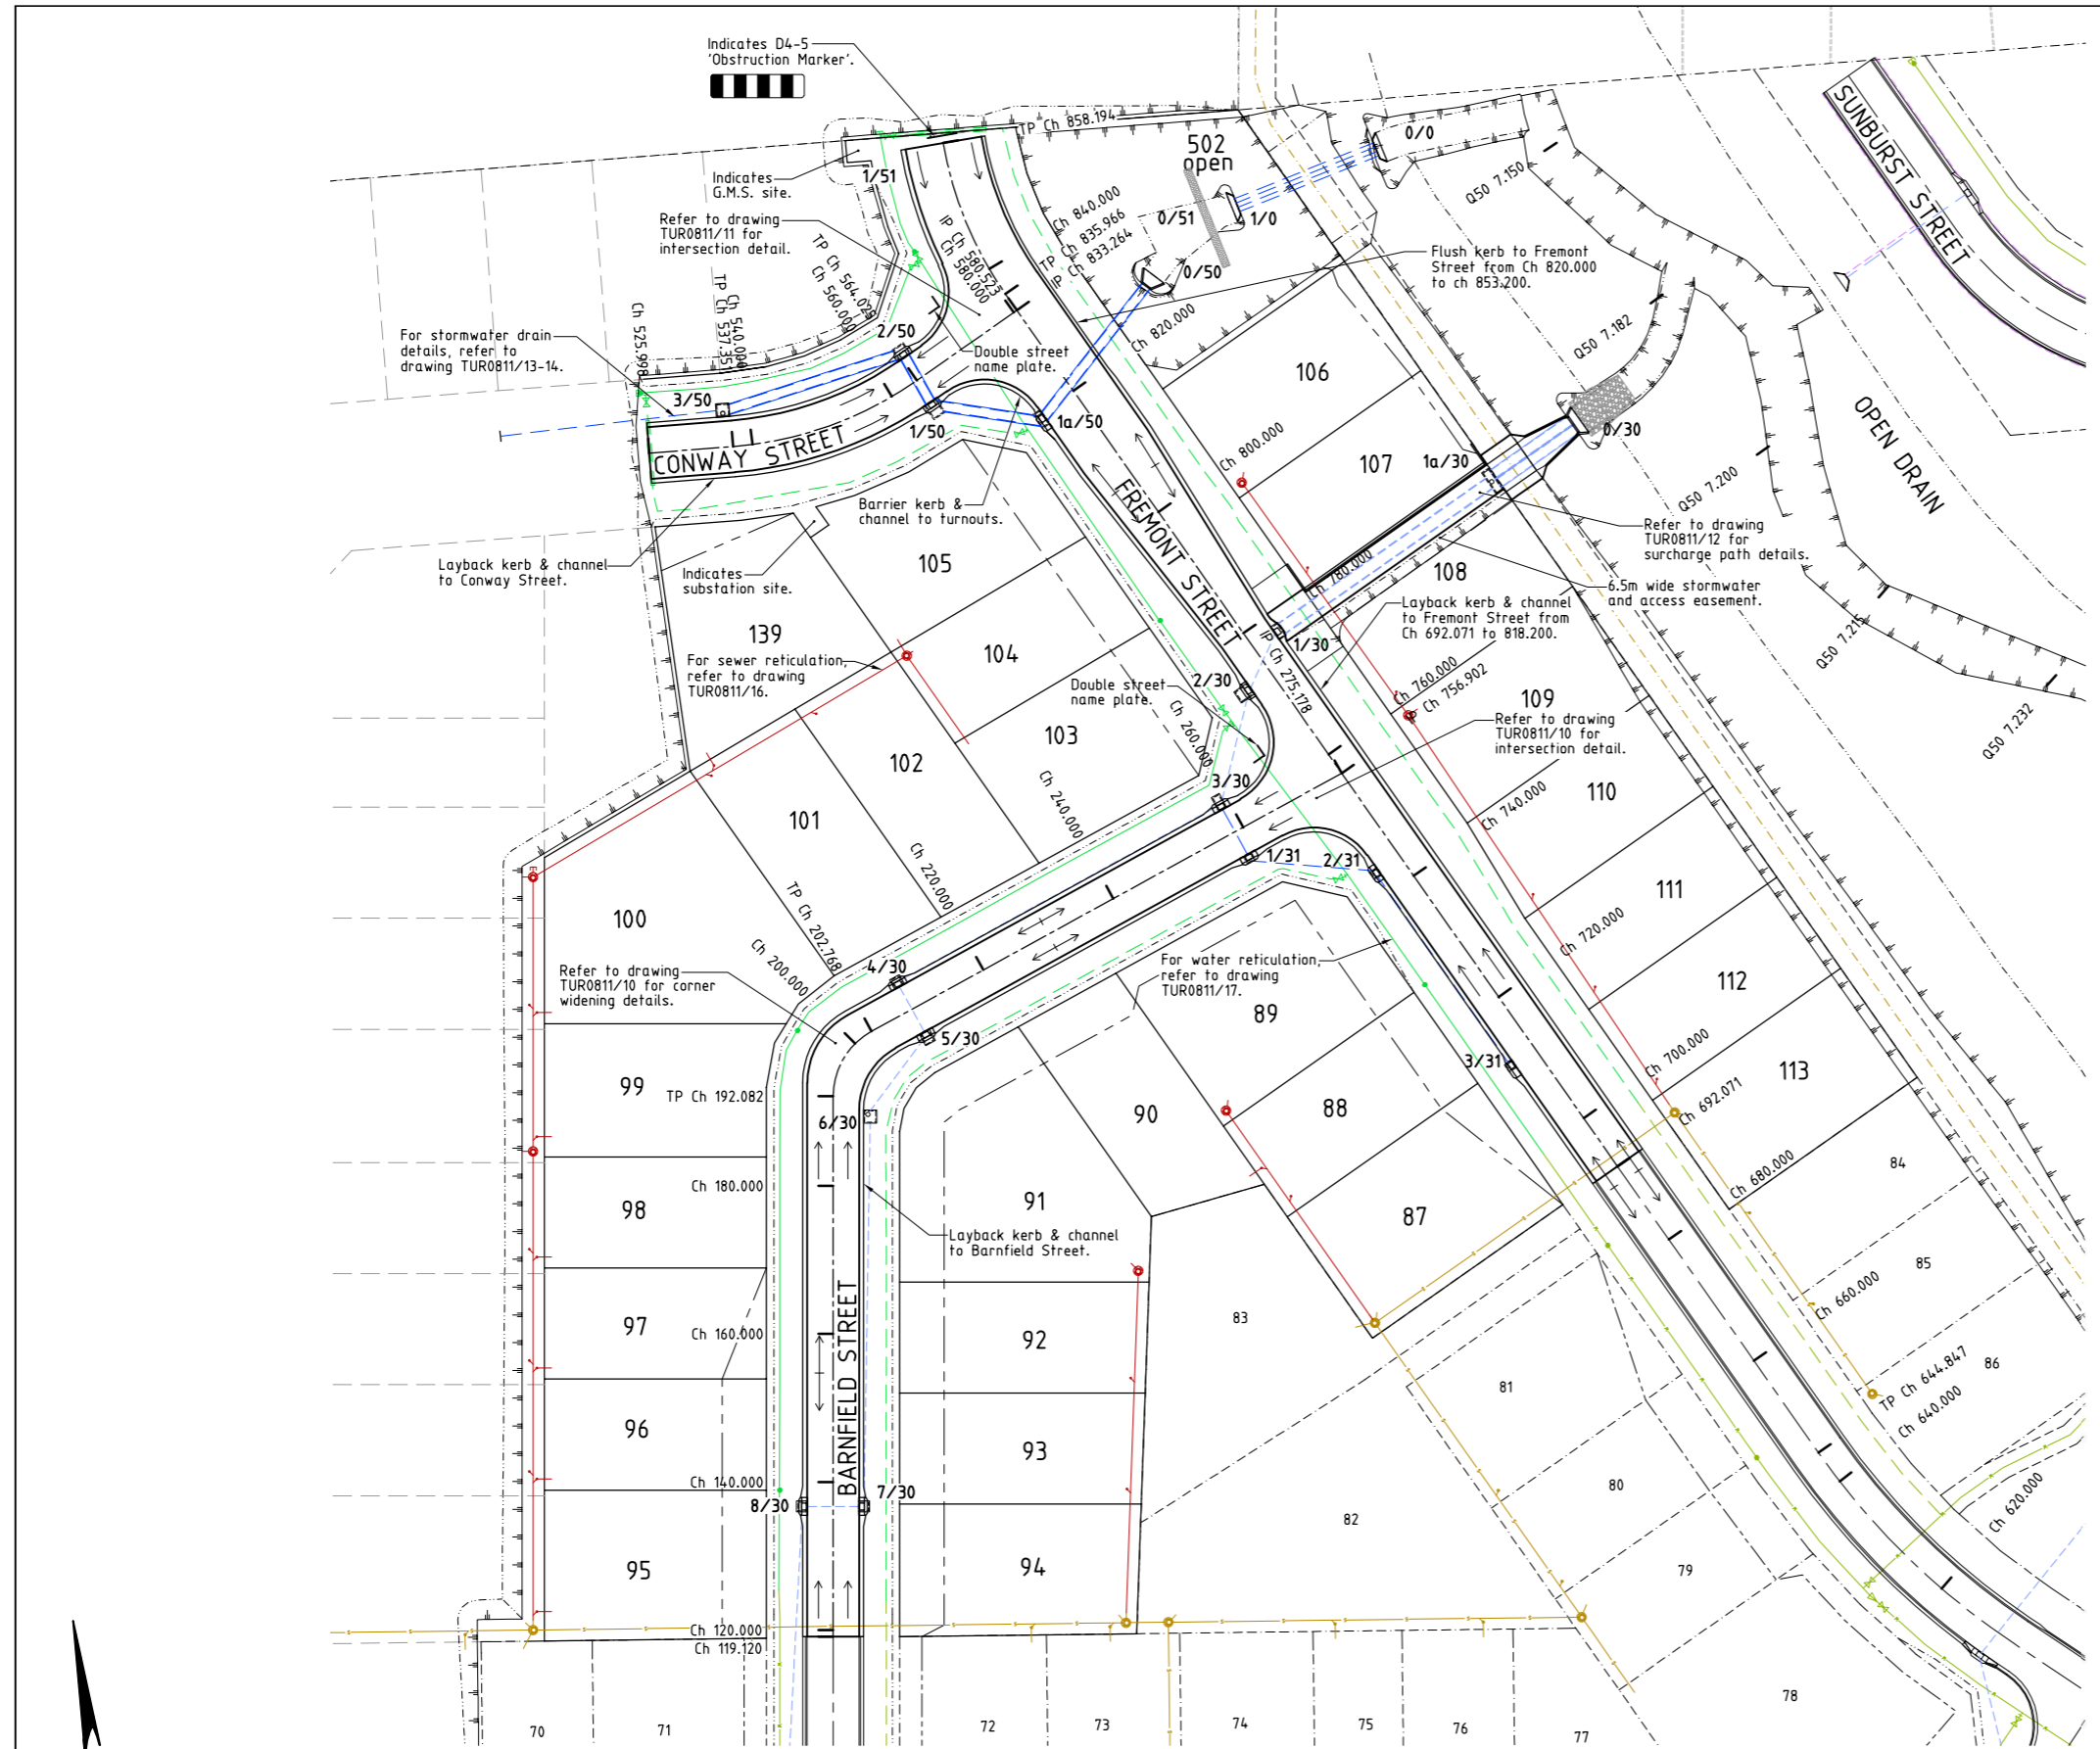 Indicates D4-5
'Obstruction Marker'.
TP Ch 858.194
502
open
0/0
SUNBURST STREET
Q50 7.150
1/51
Indicates
G.M.S. site.
Refer to drawing
TUR0811/11 for
intersection detail.
IP Ch 580.523
Ch 580.000
Ch 840.000
TP Ch 835.966
IP Ch 833.264
0/51
1/0
0/50
Flush kerb to Fremont
Street from Ch 820.000
to ch 853.200.
TP Ch 564.029
Ch 560.000
Ch 540.000
TP Ch 537.351
Ch 525.998
For stormwater drain
details, refer to
drawing TUR0811/13-14.
2/50
Double street
name plate.
Ch 820.000
Q50 7.182
106
3/50
1/50
1a/50
CONWAY STREET
OPEN DRAIN
0/30
Ch 800.000
107
1a/30
Q50 7.200
FREMONT STREET
Barrier kerb &
channel to turnouts.
Refer to drawing
TUR0811/12 for
surcharge path details.
Layback kerb & channel
to Conway Street.
Indicates
substation site.
105
Ch 780.000
108
6.5m wide stormwater
and access easement.
Layback kerb & channel
to Fremont Street from
Ch 692.071 to 818.200.
Q50 7.215
139
104
1/30
IP Ch 275.178
For sewer reticulation,
refer to drawing
TUR0811/16.
2/30
Double street
name plate.
Ch 760.000
Ch 756.902
109
Refer to drawing
TUR0811/10 for
intersection detail.
Q50 7.232
Ch 260.000
103
102
3/30
Ch 740.000
110
101
Ch 240.000
1/31
2/31
Ch 220.000
111
100
TP Ch 202.768
Ch 720.000
Ch 200.000
4/30
For water reticulation,
refer to drawing
TUR0811/17.
112
Refer to drawing
TUR0811/10 for corner
widening details.
89
5/30
Ch 700.000
3/31
113
99
TP Ch 192.082
90
88
Ch 692.071
6/30
Ch 680.000
84
98
Ch 180.000
91
87
Layback kerb & channel
to Barnfield Street.
85
97
Ch 160.000
BARNFIELD STREET
92
83
Ch 660.000
TP Ch 644.847
Ch 640.000
86
81
96
93
Ch 140.000
80
8/30
7/30
82
Ch 620.000
95
94
79
Ch 120.000
Ch 119.120
70
71
72
73
74
75
76
77
78